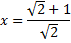 x = (√2 + 1)/√2